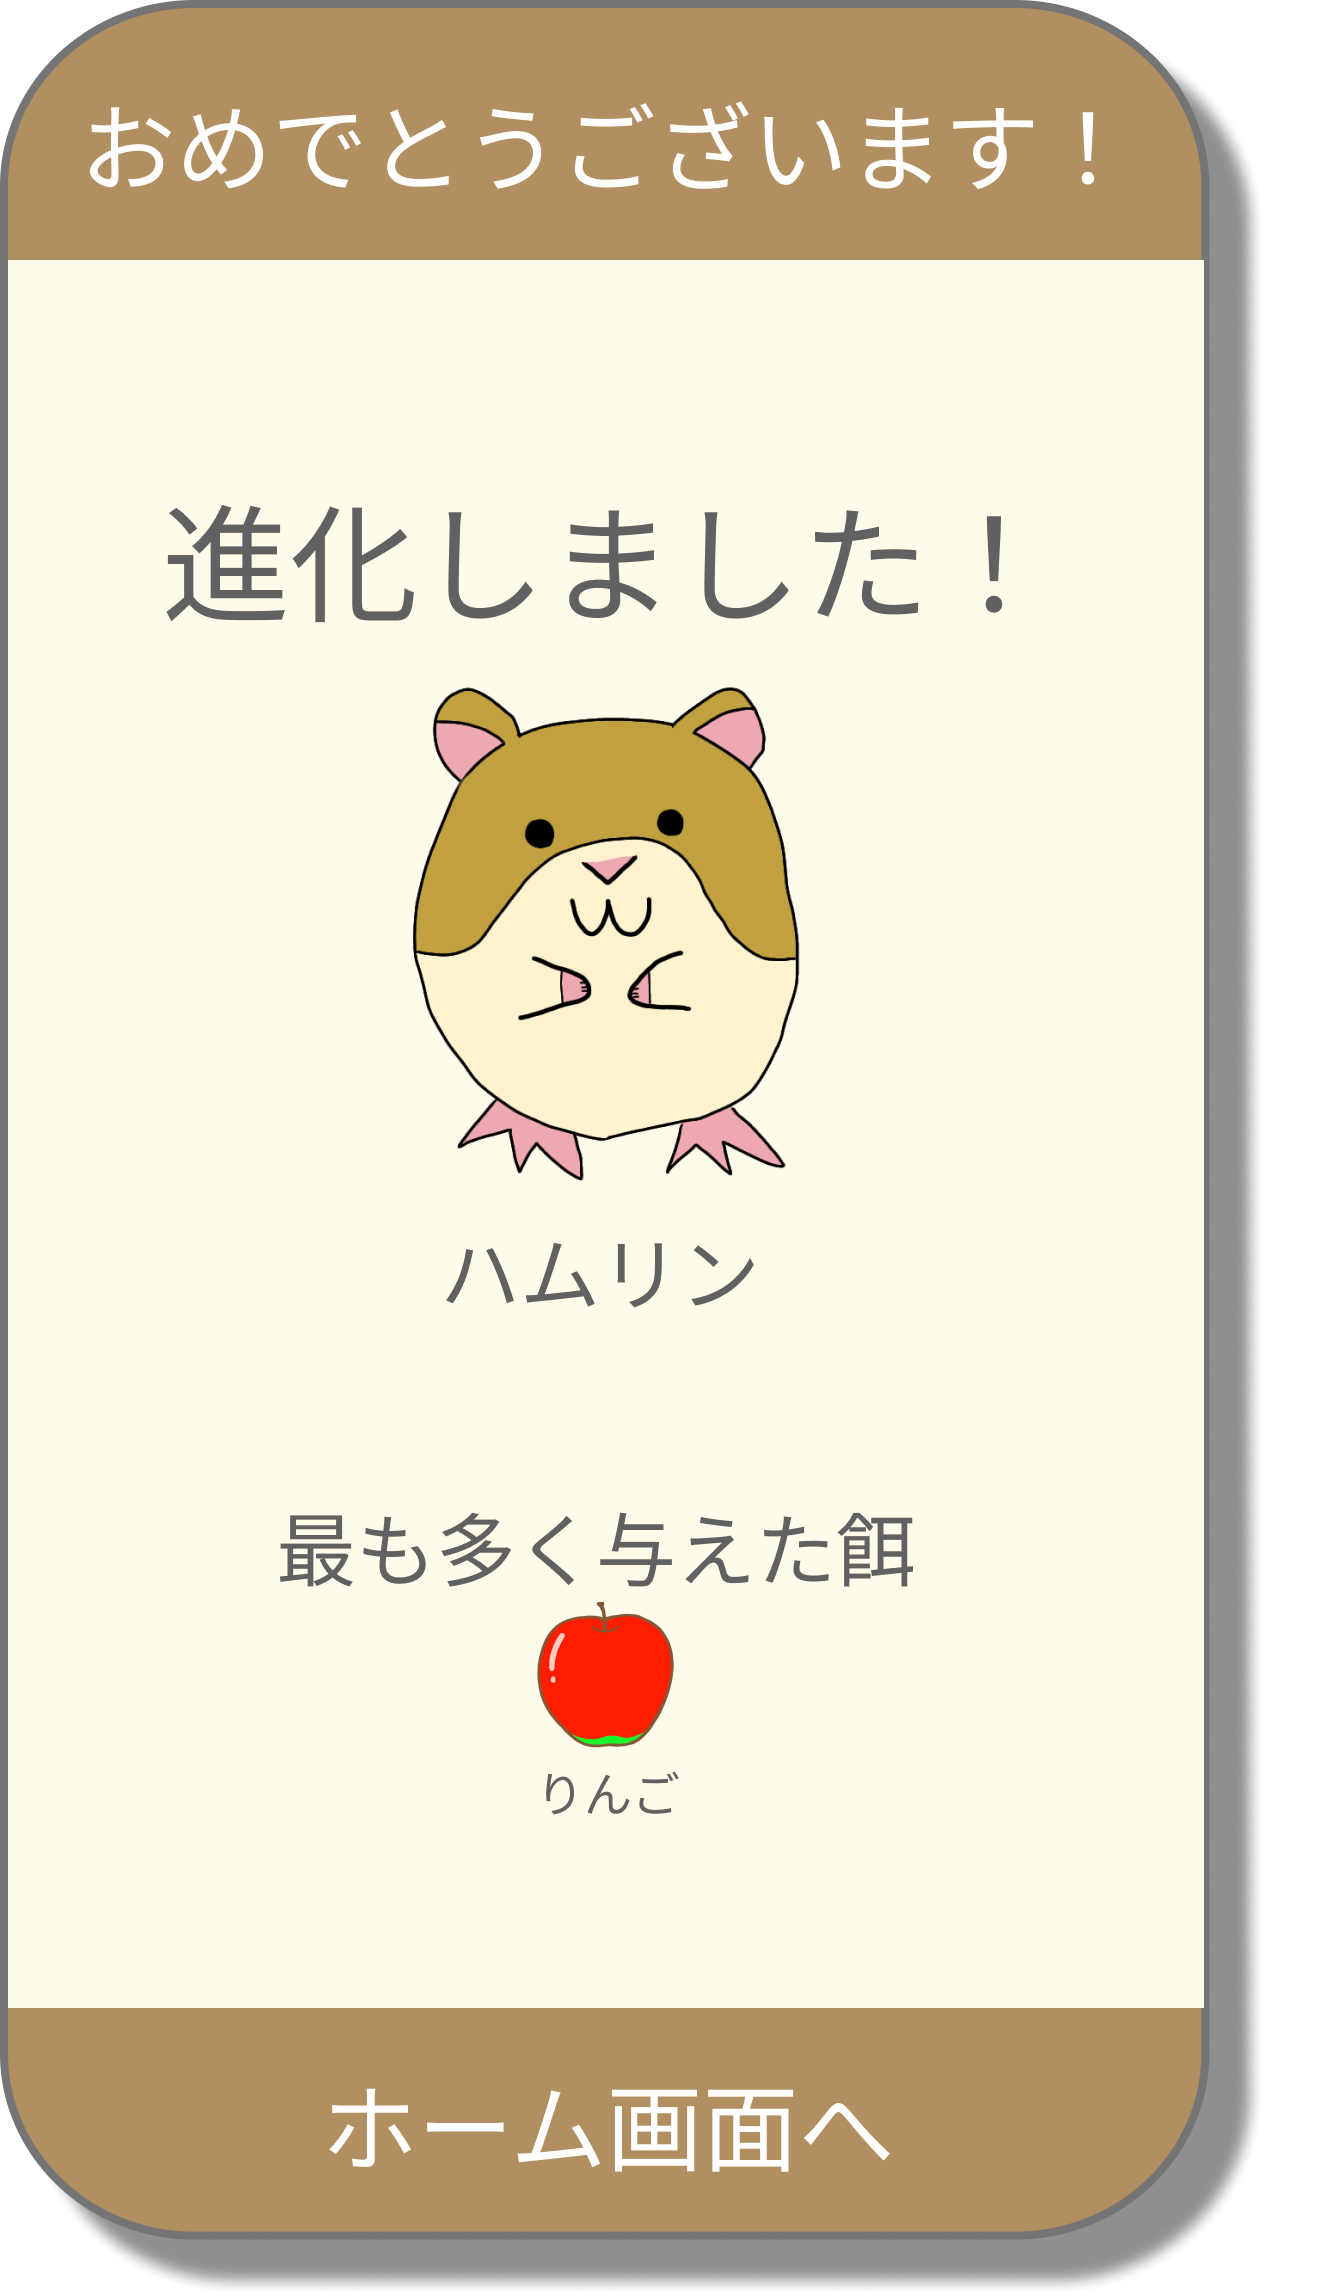 おめでとうございます！
進化しました！
ハムリン
最も多く与えた餌
りんご
ホーム画面へ